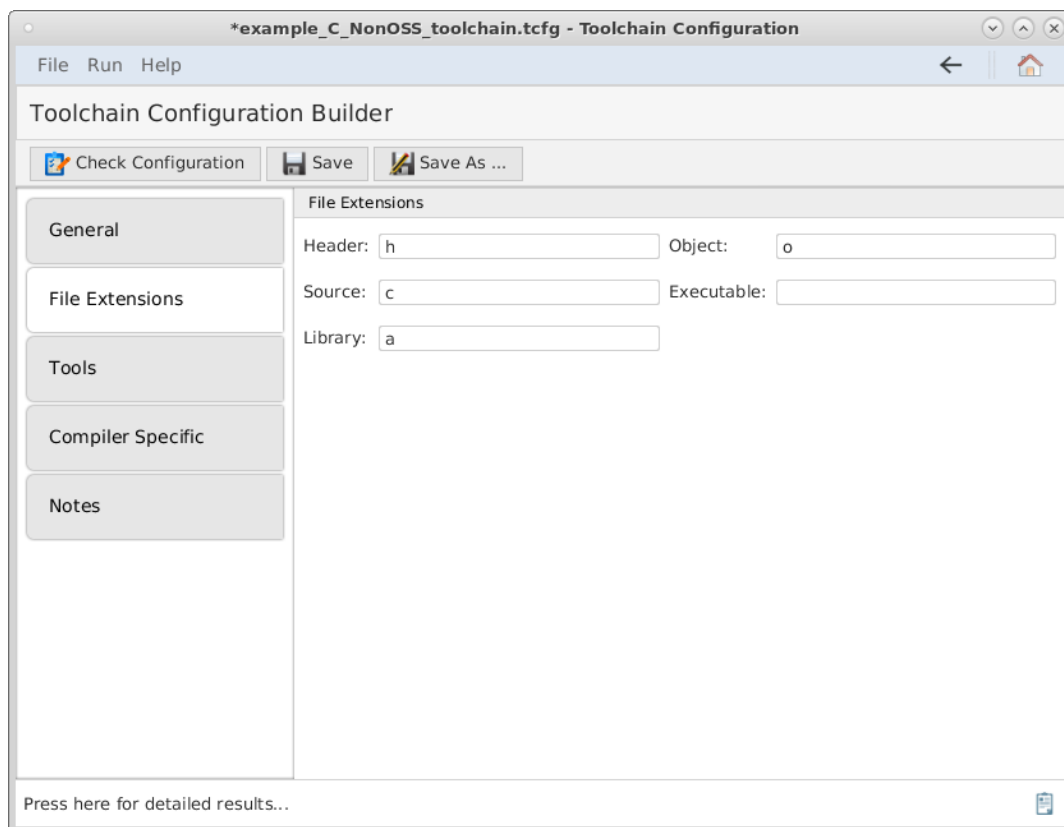 *example_C_NonOSS_toolchain.tcfg - Toolchain Configuration
File Run Help
Toolchain Configuration Builder
Check Configuration Save Save As ...
General
File Extensions
Tools
Compiler Specific
Notes
File Extensions
Header: h Object: o
Source: c Executable:
Library: a
Press here for detailed results...